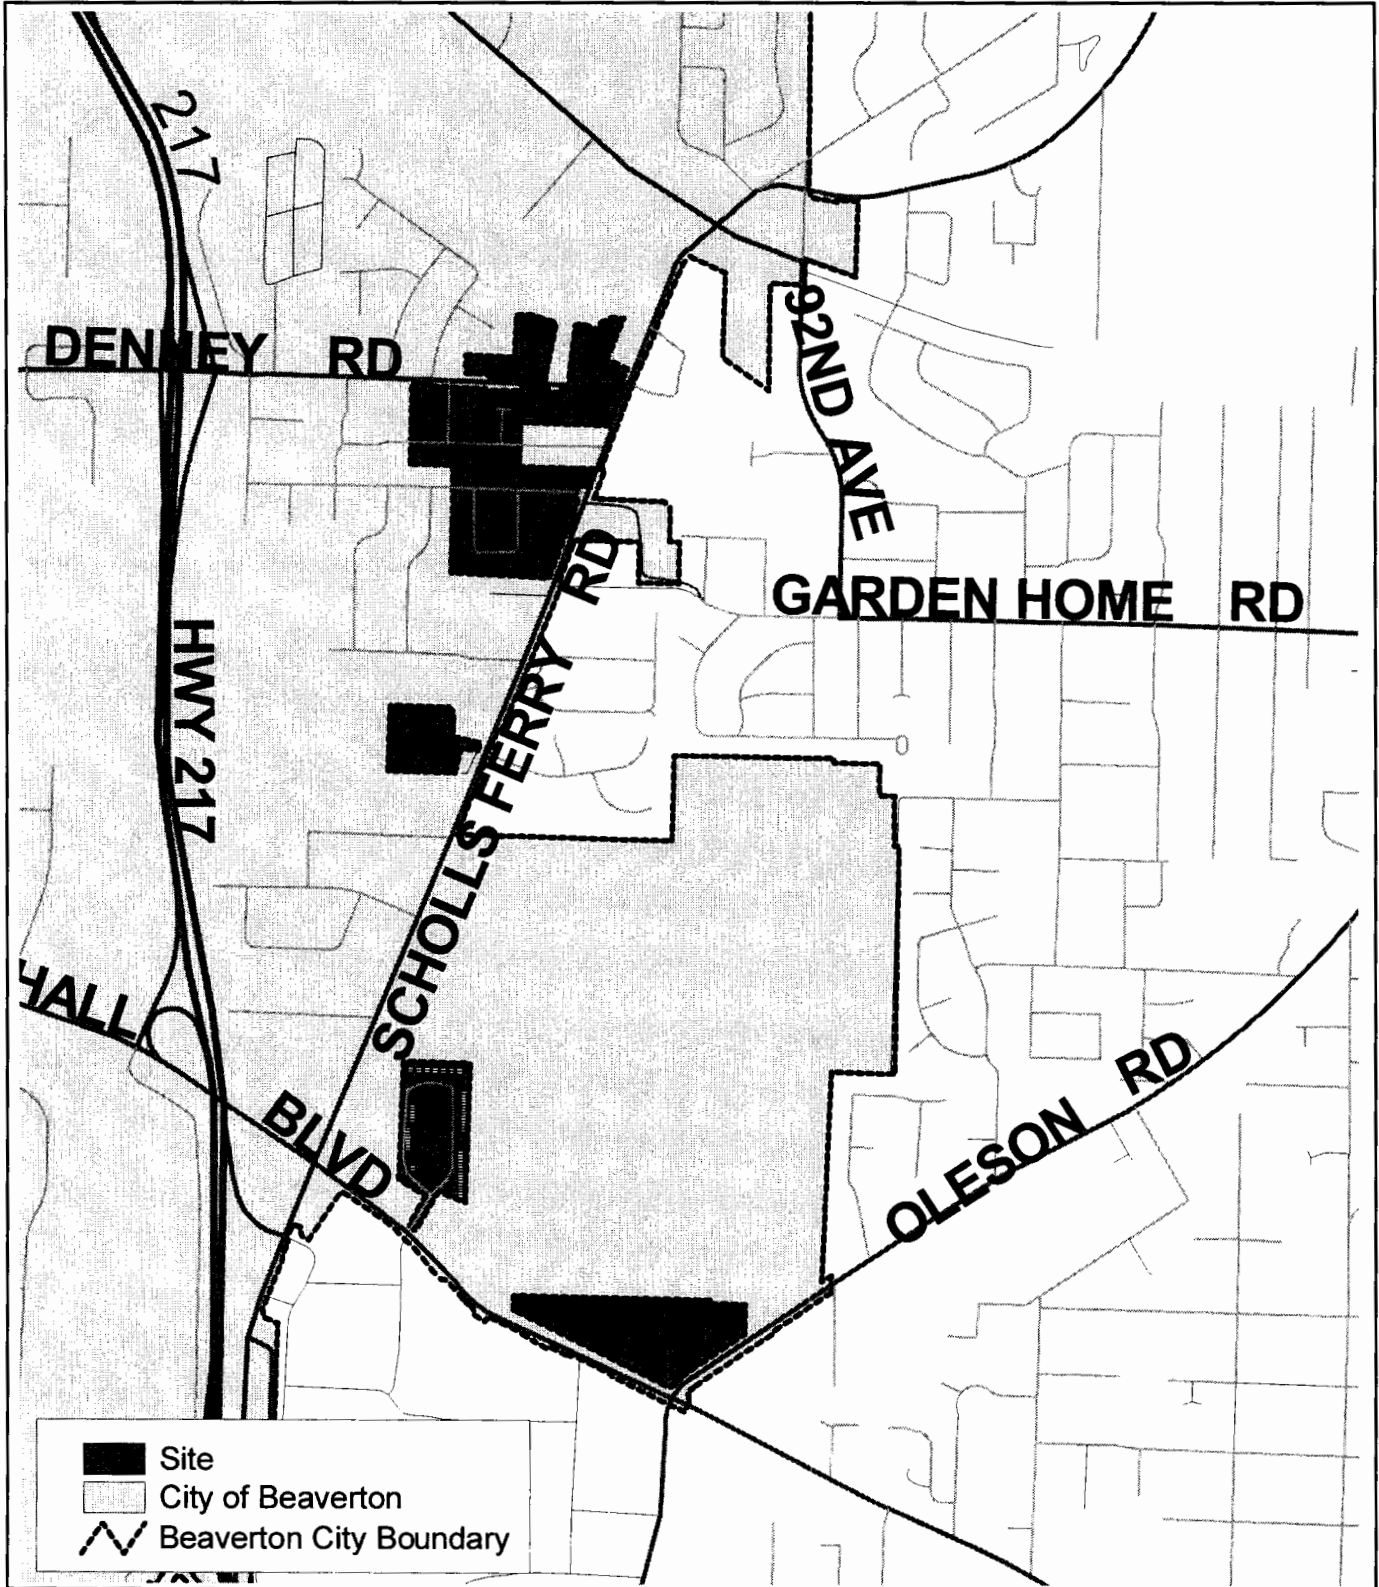 217
DENNEY RD
92ND AVE
SCHOLLS FERRY RD
GARDEN HOME RD
HWY 217
HALL BLVD
OLESON RD
Site
City of Beaverton
Beaverton City Boundary